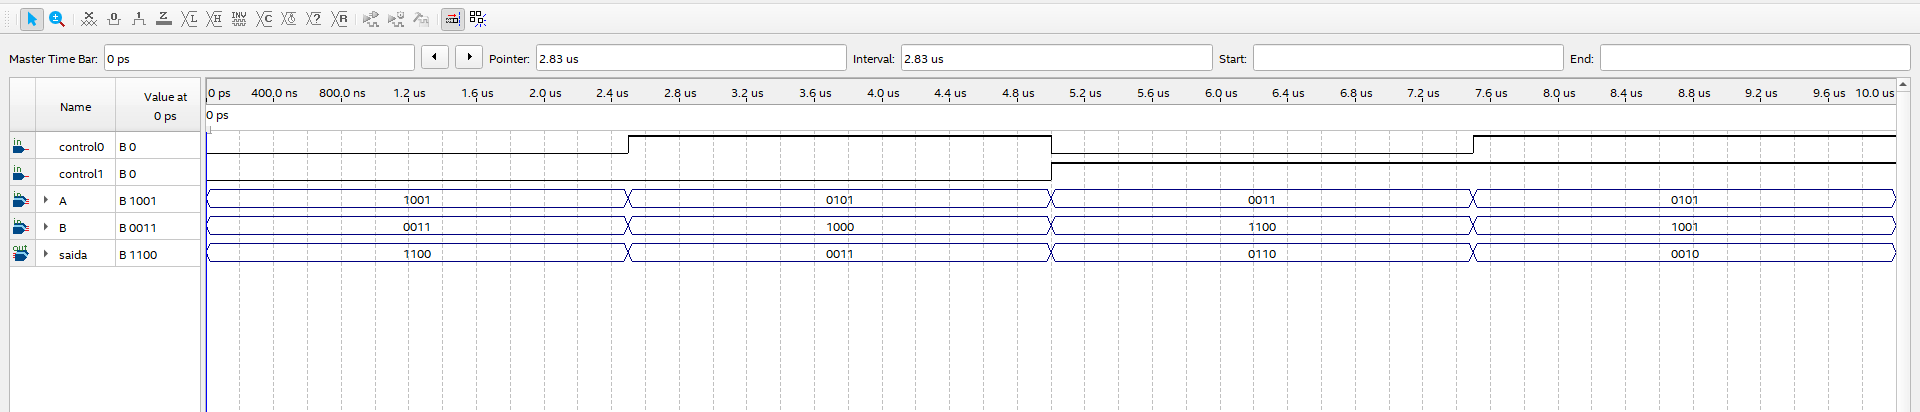 Master Time Bar: 0 ps Pointer: 2.83 us Interval: 2.83 us Start: End:
Name Value at 0 ps
0 ps 400.0 ns 800.0 ns 1.2 us 1.6 us 2.0 us 2.4 us 2.8 us 3.2 us 3.6 us 4.0 us 4.4 us 4.8 us 5.2 us 5.6 us 6.0 us 6.4 us 6.8 us 7.2 us 7.6 us 8.0 us 8.4 us 8.8 us 9.2 us 9.6 us 10.0 us
0 ps
in control0 B 0
in control1 B 0
in A B 1001 1001 0101 0011 0101
in B B 0011 0011 1000 1100 1001
out saida B 1100 1100 0011 0110 0010